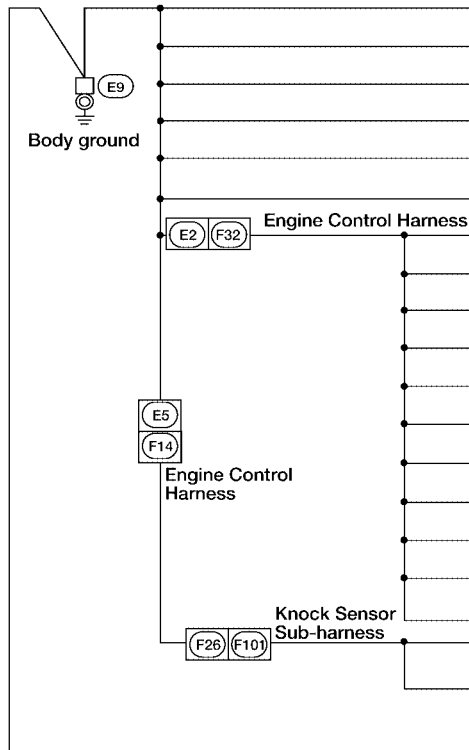 E9
Body ground
Engine Control Harness
E2 F32
E5
F14
Engine Control
Harness
Knock Sensor
Sub-harness
F26 F101